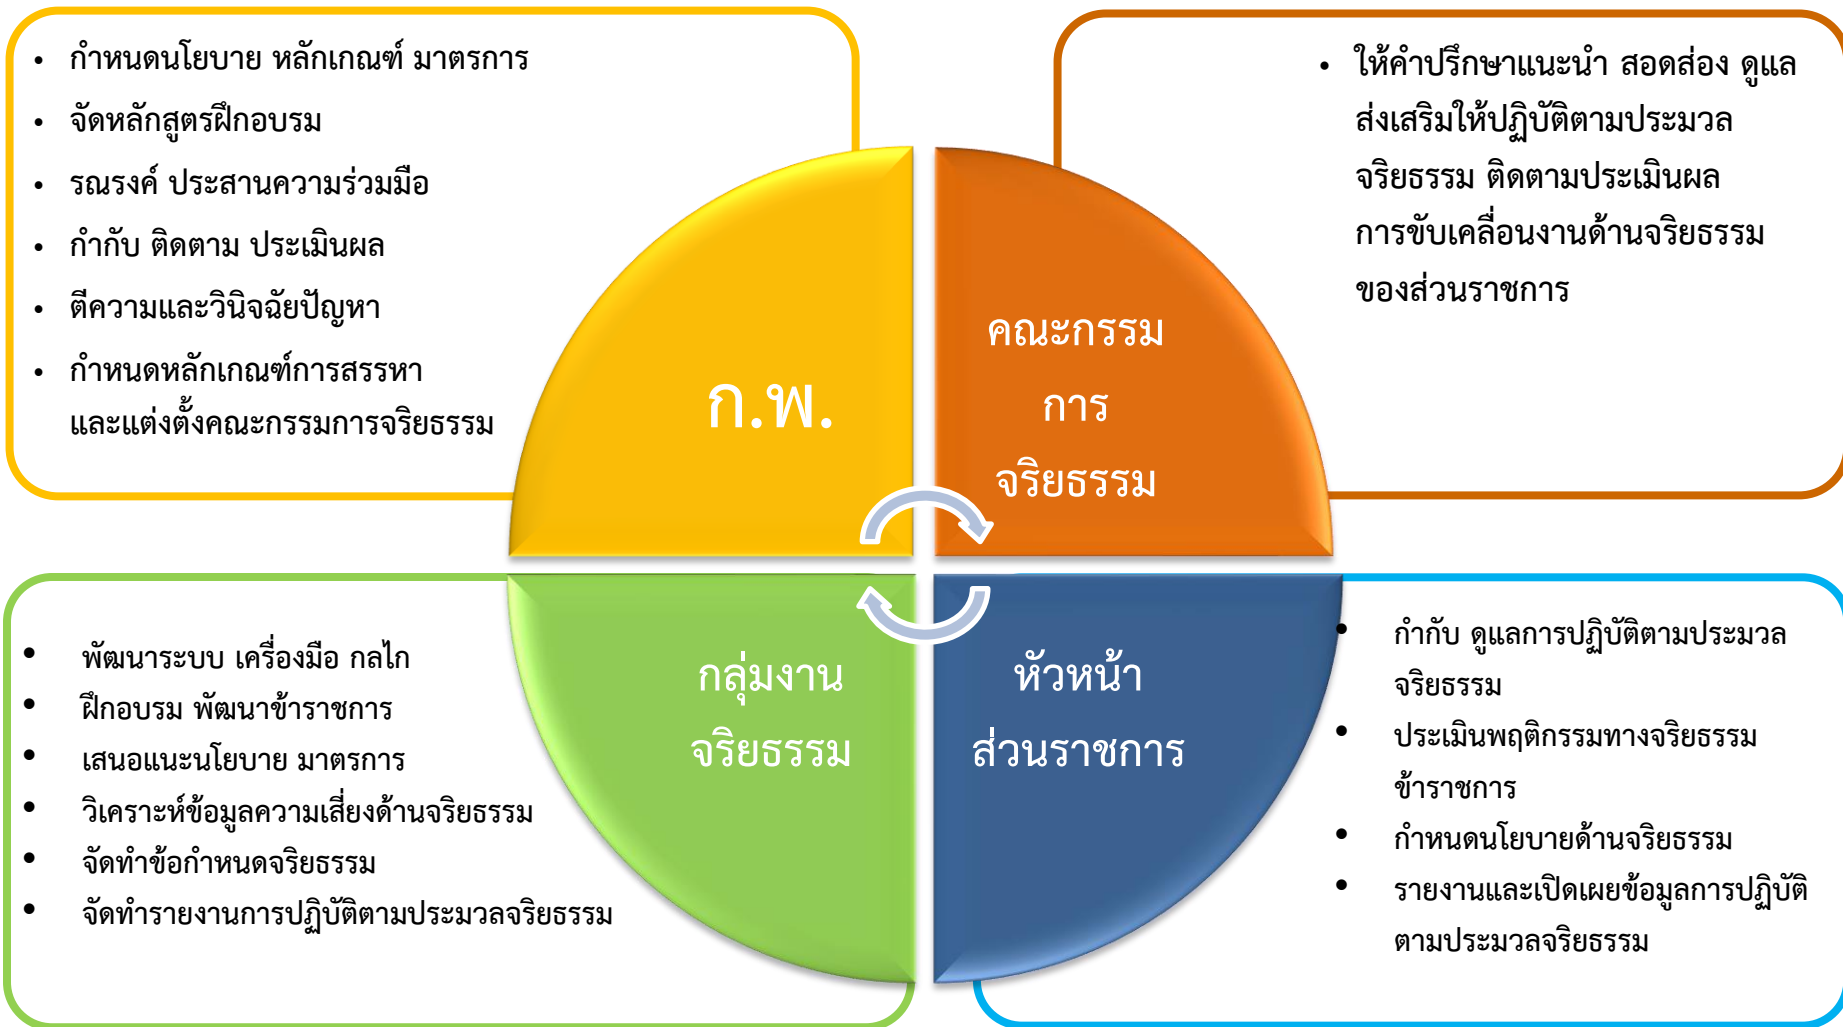 • กำหนดนโยบาย หลักเกณฑ์ มาตรการ
• จัดหลักสูตรฝึกอบรม
• รณรงค์ ประสานความร่วมมือ
• กำกับ ติดตาม ประเมินผล
• ตีความและวินิจฉัยปัญหา
• กำหนดหลักเกณฑ์การสรรหา
และแต่งตั้งคณะกรรมการจริยธรรม
ก.พ.
• ให้คำปรึกษาแนะนำ สอดส่อง ดูแล
ส่งเสริมให้ปฏิบัติตามประมวล
จริยธรรม ติดตามประเมินผล
การขับเคลื่อนงานด้านจริยธรรม
ของส่วนราชการ
คณะกรรม
การ
จริยธรรม
• พัฒนาระบบ เครื่องมือ กลไก
• ฝึกอบรม พัฒนาข้าราชการ
• เสนอแนะนโยบาย มาตรการ
• วิเคราะห์ข้อมูลความเสี่ยงด้านจริยธรรม
• จัดทำข้อกำหนดจริยธรรม
• จัดทำรายงานการปฏิบัติตามประมวลจริยธรรม
กลุ่มงาน
จริยธรรม
หัวหน้า
ส่วนราชการ
• กำกับ ดูแลการปฏิบัติตามประมวล
จริยธรรม
• ประเมินพฤติกรรมทางจริยธรรม
ข้าราชการ
• กำหนดนโยบายด้านจริยธรรม
• รายงานและเปิดเผยข้อมูลการปฏิบัติ
ตามประมวลจริยธรรม